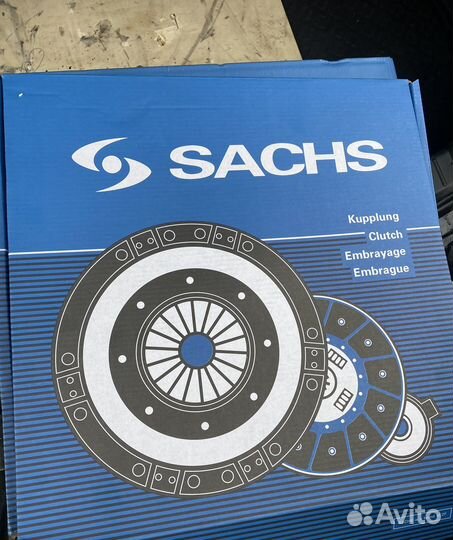 SACHS
Kupplung
Clutch
Embrayage
Embrague
Avito